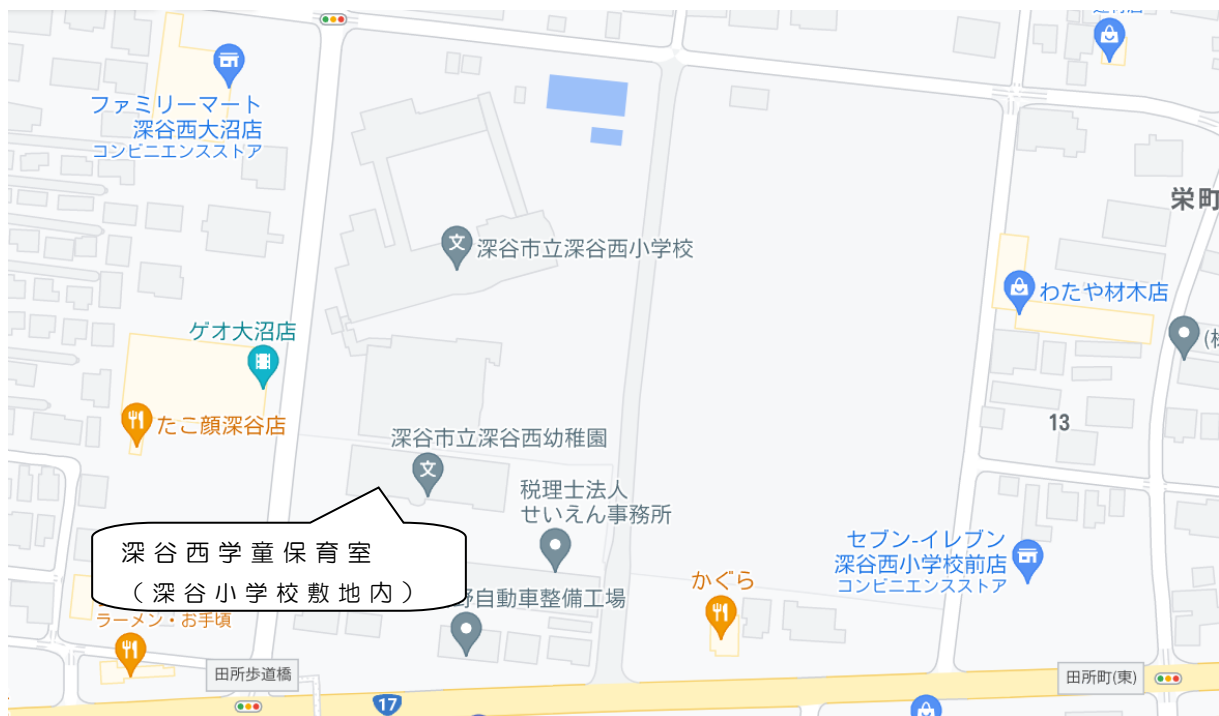 ファミリーマート
深谷西大沼店
コンビニエンスストア
栄町
深谷市立深谷西小学校
わたや材木店
ゲオ大沼店
たこ顔深谷店
13
深谷市立深谷西幼稚園
税理士法人
せいえん事務所
深谷西学童保育室
（深谷小学校敷地内）
セブン-イレブン
深谷西小学校前店
コンビニエンスストア
かぐら
野自動車整備工場
ラーメン・お手頃
田所歩道橋
田所町(東)
17
文
文